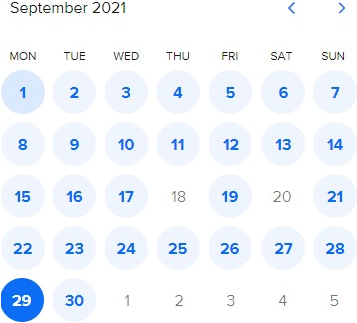 September 2021
MON TUE WED THU FRI SAT SUN
1 2 3 4 5 6 7
8 9 10 11 12 13 14
15 16 17 18 19 20 21
22 23 24 25 26 27 28
29 30 1 2 3 4 5